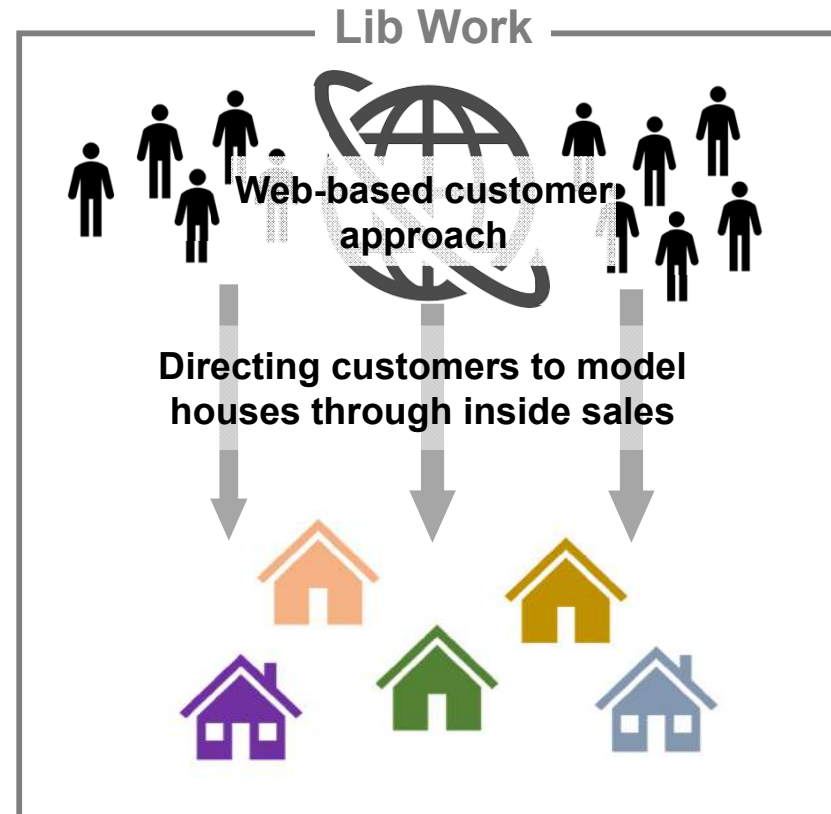 Lib Work
Web-based customer
approach
Directing customers to model
houses through inside sales